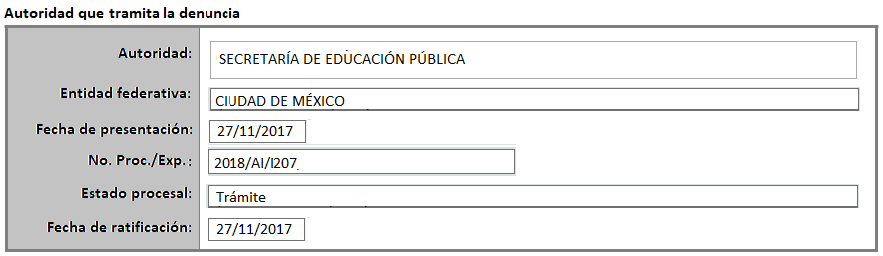 Autoridad que tramita la denuncia
Autoridad: SECRETARÍA DE EDUCACIÓN PÚBLICA
Entidad federativa: CIUDAD DE MÉXICO
Fecha de presentación: 27/11/2017
No. Proc./Exp.: 2018/AI/I207
Estado procesal: Trámite
Fecha de ratificación: 27/11/2017